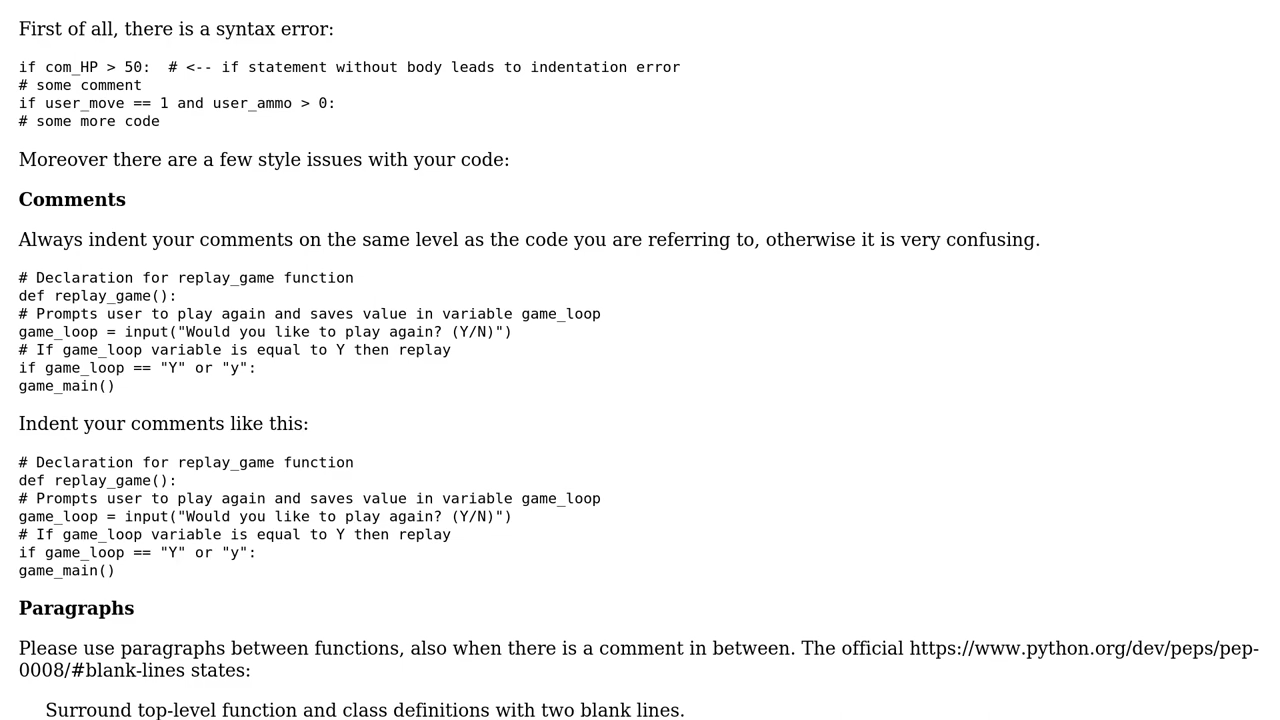 First of all, there is a syntax error:
if com_HP > 50:  # <-- if statement without body leads to indentation error
# some comment
if user_move == 1 and user_ammo > 0:
# some more code
Moreover there are a few style issues with your code:
Comments
Always indent your comments on the same level as the code you are referring to, otherwise it is very confusing.
# Declaration for replay_game function
def replay_game():
# Prompts user to play again and saves value in variable game_loop
game_loop = input("Would you like to play again? (Y/N)")
# If game_loop variable is equal to Y then replay
if game_loop == "Y" or "y":
game_main()
Indent your comments like this:
# Declaration for replay_game function
def replay_game():
# Prompts user to play again and saves value in variable game_loop
game_loop = input("Would you like to play again? (Y/N)")
# If game_loop variable is equal to Y then replay
if game_loop == "Y" or "y":
game_main()
Paragraphs
Please use paragraphs between functions, also when there is a comment in between. The official https://www.python.org/dev/peps/pep-
0008/#blank-lines states:
Surround top-level function and class definitions with two blank lines.